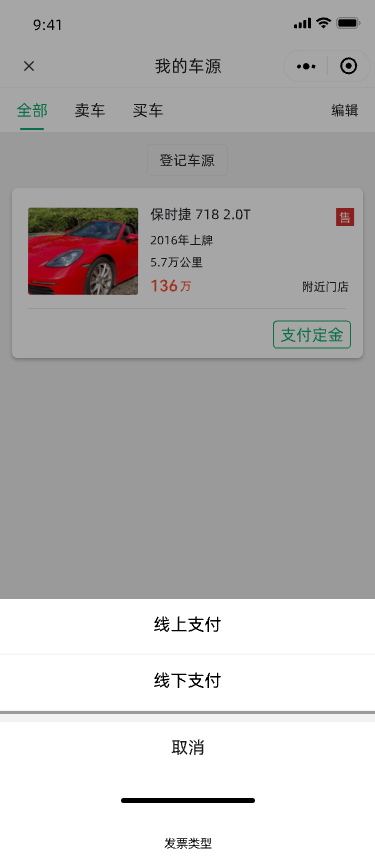 9:41
我的车源
全部 卖车 买车 编辑
登记车源
保时捷 718 2.0T 售
2016年上牌
5.7万公里
136万 附近门店
支付定金
线上支付
线下支付
取消
发票类型